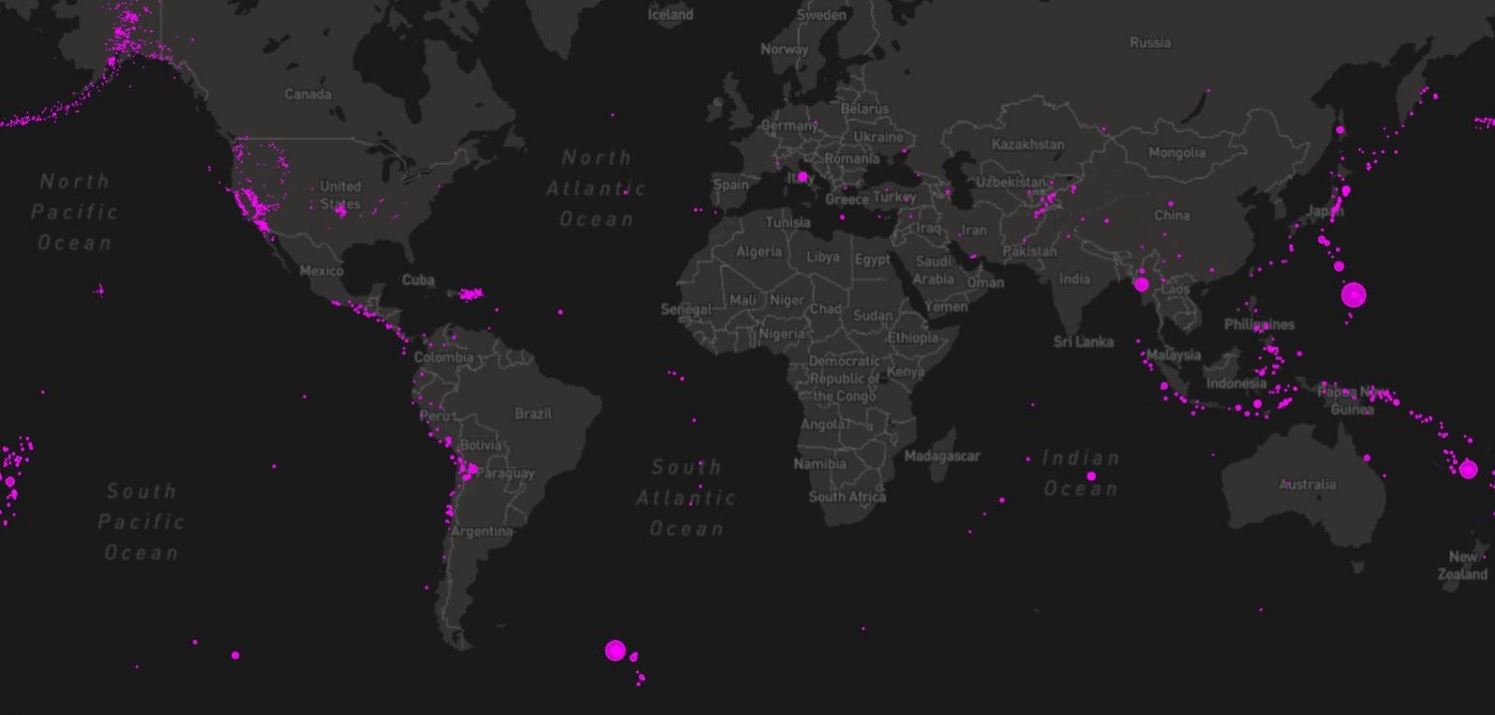 Iceland
Sweden
Norway
Russia
Canada
Belarus
Germany
Ukraine
Kazakhstan
Mongolia
Romania
North
Atlantic
Ocean
North
Pacific
Ocean
United
States
Spain
Italy
Greece
Turkey
Uzbekistan
China
Japan
Tunisia
Iraq
Iran
Algeria
Libya
Egypt
Pakistan
Saudi
Arabia
Oman
India
Laos
Mexico
Cuba
Senegal
Mali
Niger
Chad
Sudan
Yemen
Nigeria
Ethiopia
Sri Lanka
Philippines
Malaysia
Colombia
Democratic
Republic of
the Congo
Kenya
Indonesia
Papua New
Guinea
Peru
Brazil
Angola
Bolivia
Paraguay
Namibia
Madagascar
South
Atlantic
Ocean
Indian
Ocean
South Africa
Australia
South
Pacific
Ocean
Argentina
New
Zealand